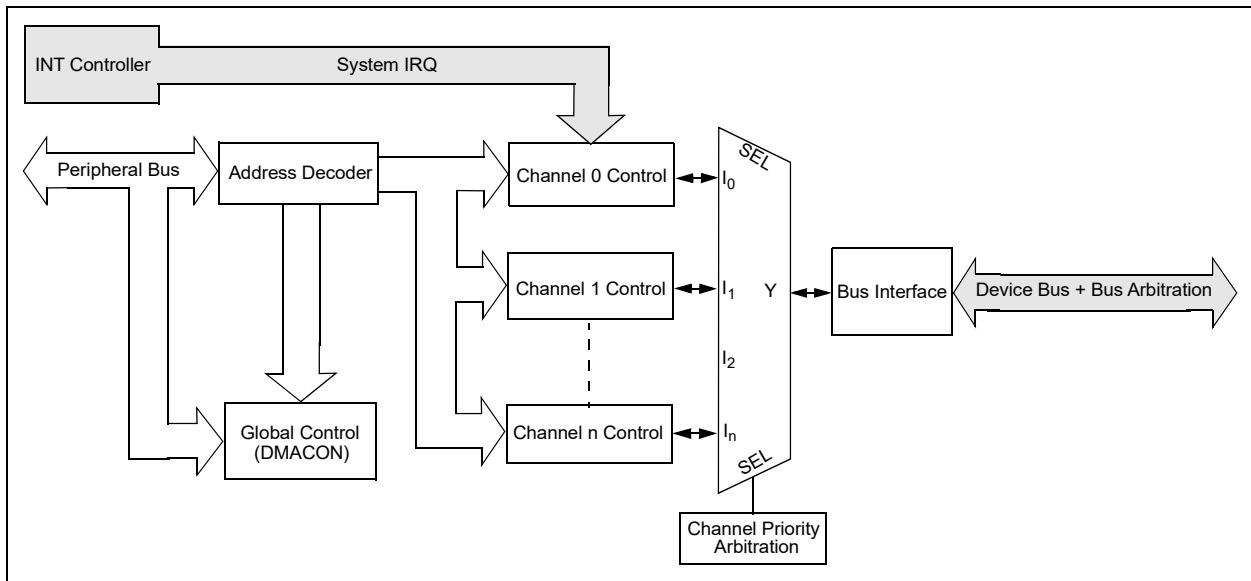 INT Controller
System IRQ
Peripheral Bus
Address Decoder
Channel 0 Control
SEL
I0
Channel 1 Control
I1
Y
Bus Interface
Device Bus + Bus Arbitration
I2
Global Control
(DMACON)
Channel n Control
In
SEL
Channel Priority
Arbitration